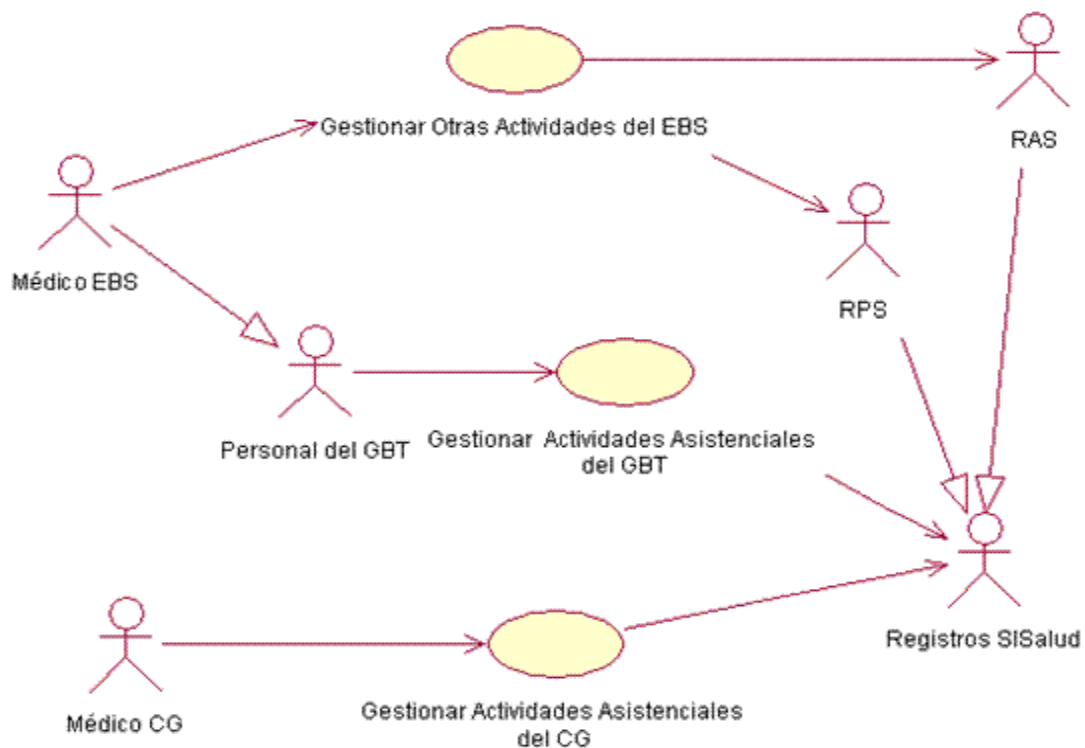 Gestionar Otras Actividades del EBS
RAS
Médico EBS
RPS
Personal del GBT
Gestionar Actividades Asistenciales
del GBT
Registros SISalud
Médico CG
Gestionar Actividades Asistenciales
del CG